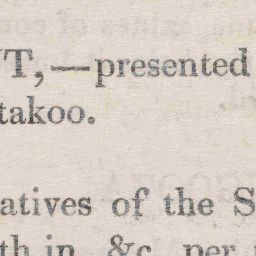 T,—presented
takoo.
atives of the S
th in, &c. per